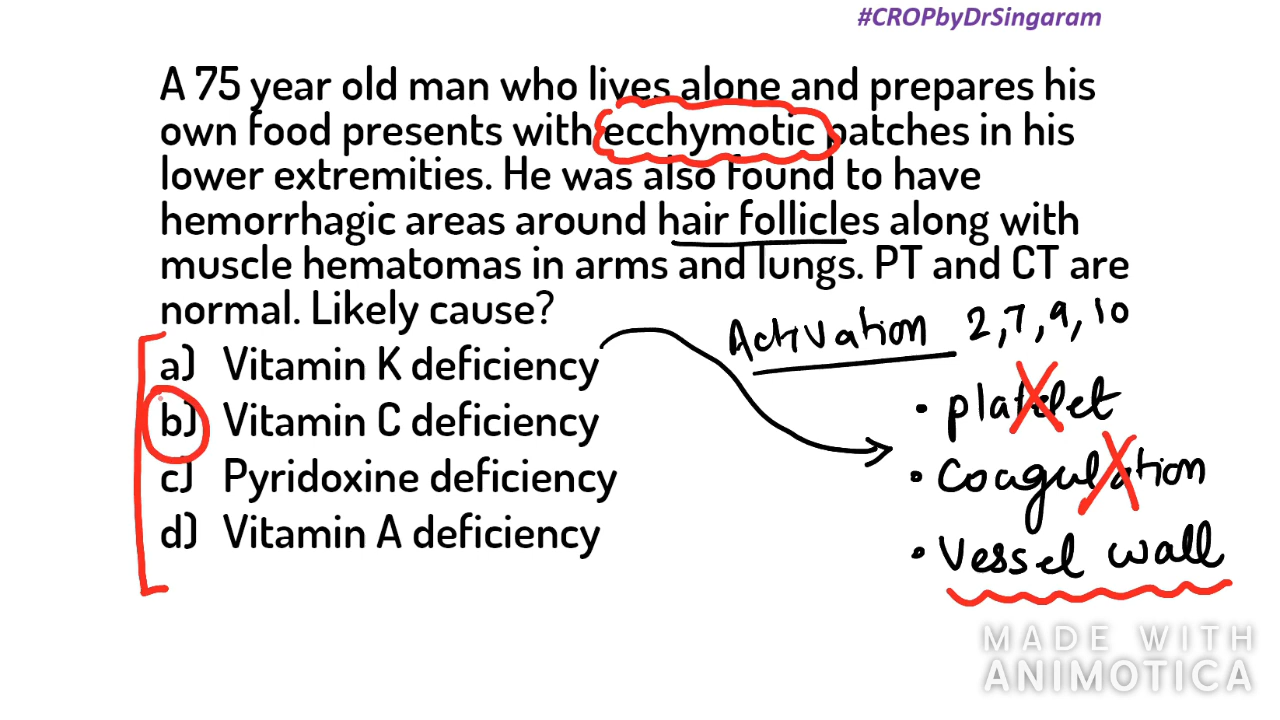 #CROPbyDrSingaram
A 75 year old man who lives alone and prepares his
own food presents with ecchymotic patches in his
lower extremities. He was also found to have
hemorrhagic areas around hair follicles along with
muscle hematomas in arms and lungs. PT and CT are
normal. Likely cause?
Activation 2,7,9,10
a) Vitamin K deficiency
• platelet
b) Vitamin C deficiency
• Coagulation
c) Pyridoxine deficiency
d) Vitamin A deficiency
• Vessel wall
MADE WITH
ANIMOTICA